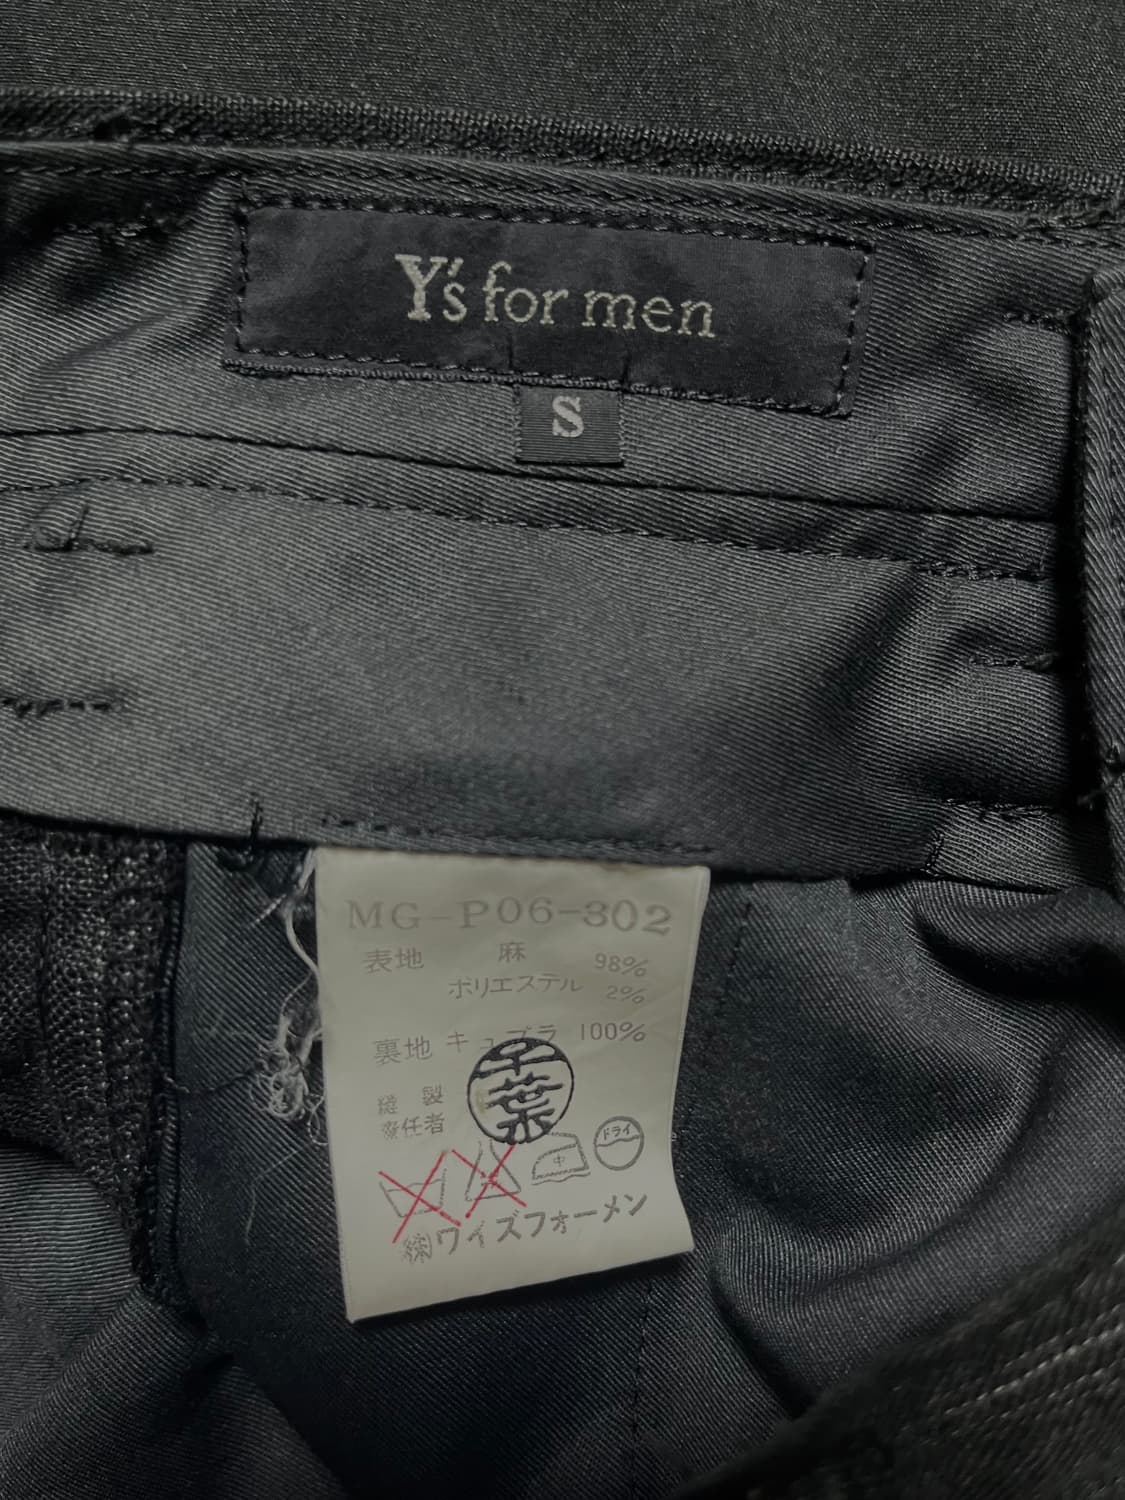 Y's for men
S
MG-P06-302
表地 麻 98%
ポリエステル 2%
裏地 キュプラ 100%
縫製
責任者
千葉
中
ドライ
㈱ワイズフォーメン